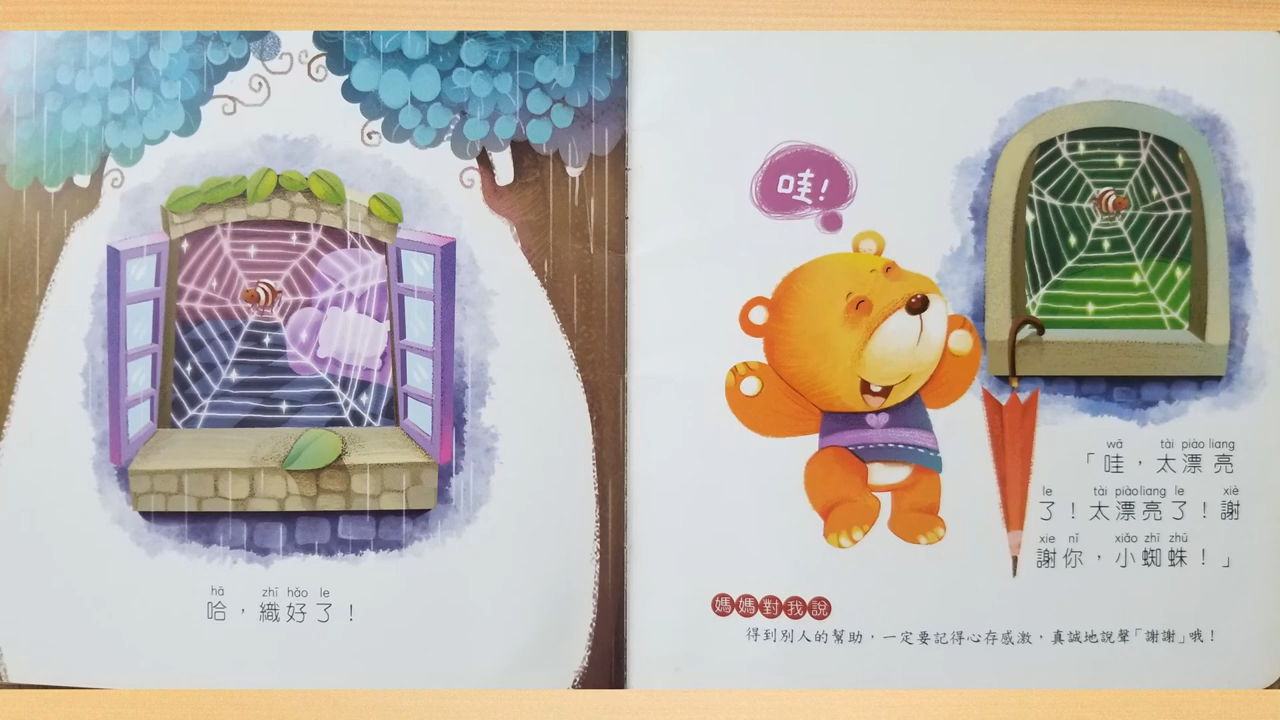 hā zhī hǎo le
哈，織好了！
哇！
wā tài piào liang
「哇，太漂亮
le tài piào liang le xiè
了！太漂亮了！謝
xie nǐ xiǎo zhī zhū
謝你，小蜘蛛！」
媽媽對我說
得到別人的幫助，一定要記得心存感激，真誠地說聲「謝謝」哦！